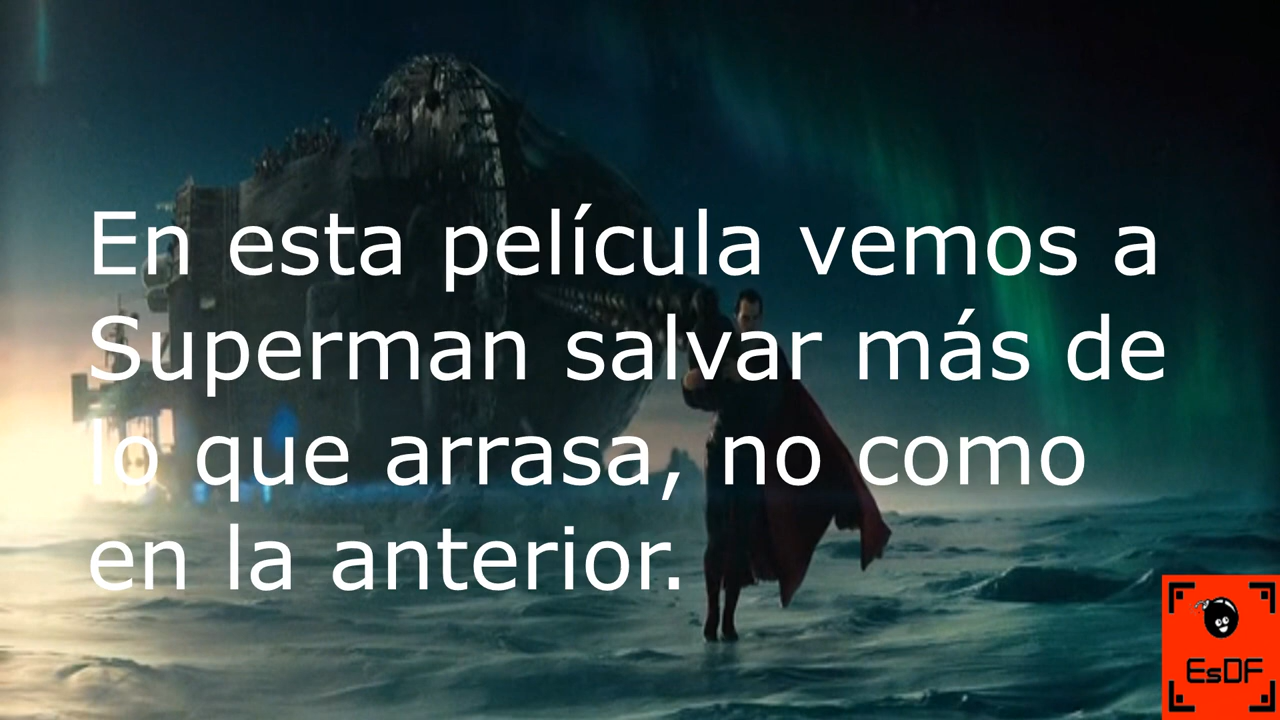 En esta película vemos a
Superman salvar más de
lo que arrasa, no como
en la anterior.
EsDF